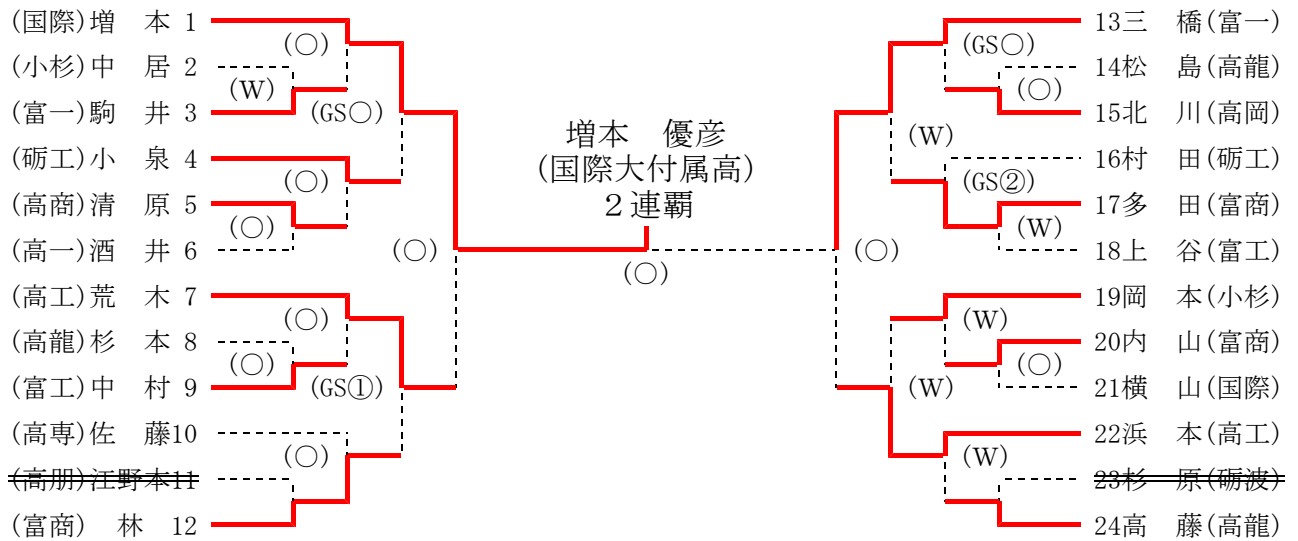 (国際)増　本 1
(〇)
(小杉)中　居 2
(W)
(富一)駒　井 3
(GS〇)
(砺工)小　泉 4
(〇)
(高商)清　原 5
(〇)
(高一)酒　井 6
(〇)
(高工)荒　木 7
(〇)
(高龍)杉　本 8
(〇)
(富工)中　村 9
(GS①)
(高専)佐　藤10
(〇)
(高朋)江野本11
(富商)　林　12
増本　優彦
(国際大付属高)
２連覇
(〇)
13三　橋(富一)
(GS〇)
14松　島(高龍)
(〇)
15北　川(高岡)
(W)
16村　田(砺工)
(GS②)
17多　田(富商)
(W)
18上　谷(富工)
(〇)
19岡　本(小杉)
(W)
20内　山(富商)
(〇)
21横　山(国際)
(W)
22浜　本(高工)
(W)
23杉　原(砺波)
24高　藤(高龍)